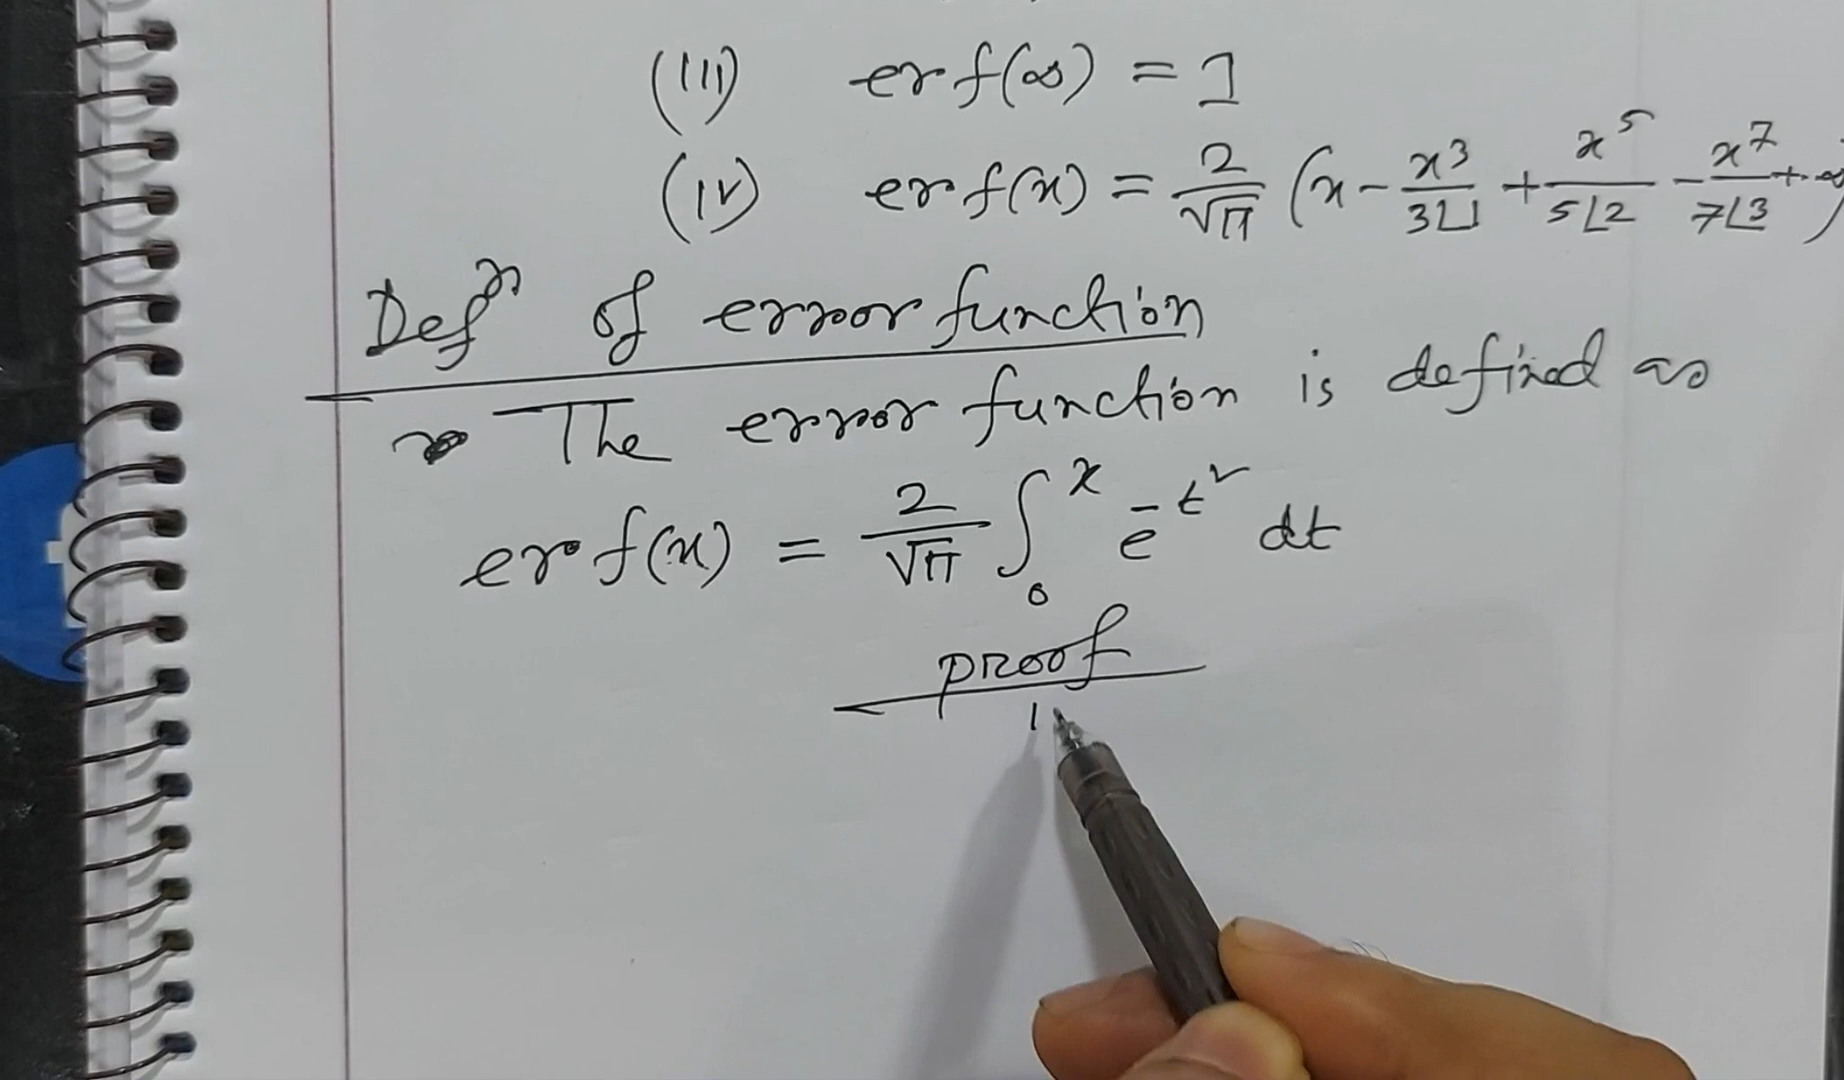 (III) erf(∞) = 1
(IV) erf(x) = 2/√π (x - x³/3⌊1 + x⁵/5⌊2 - x⁷/7⌊3 + ..∞)
Defⁿ of error function
The error function is defined as
erf(x) = 2/√π ∫₀ˣ e^-t² dt
proof
1